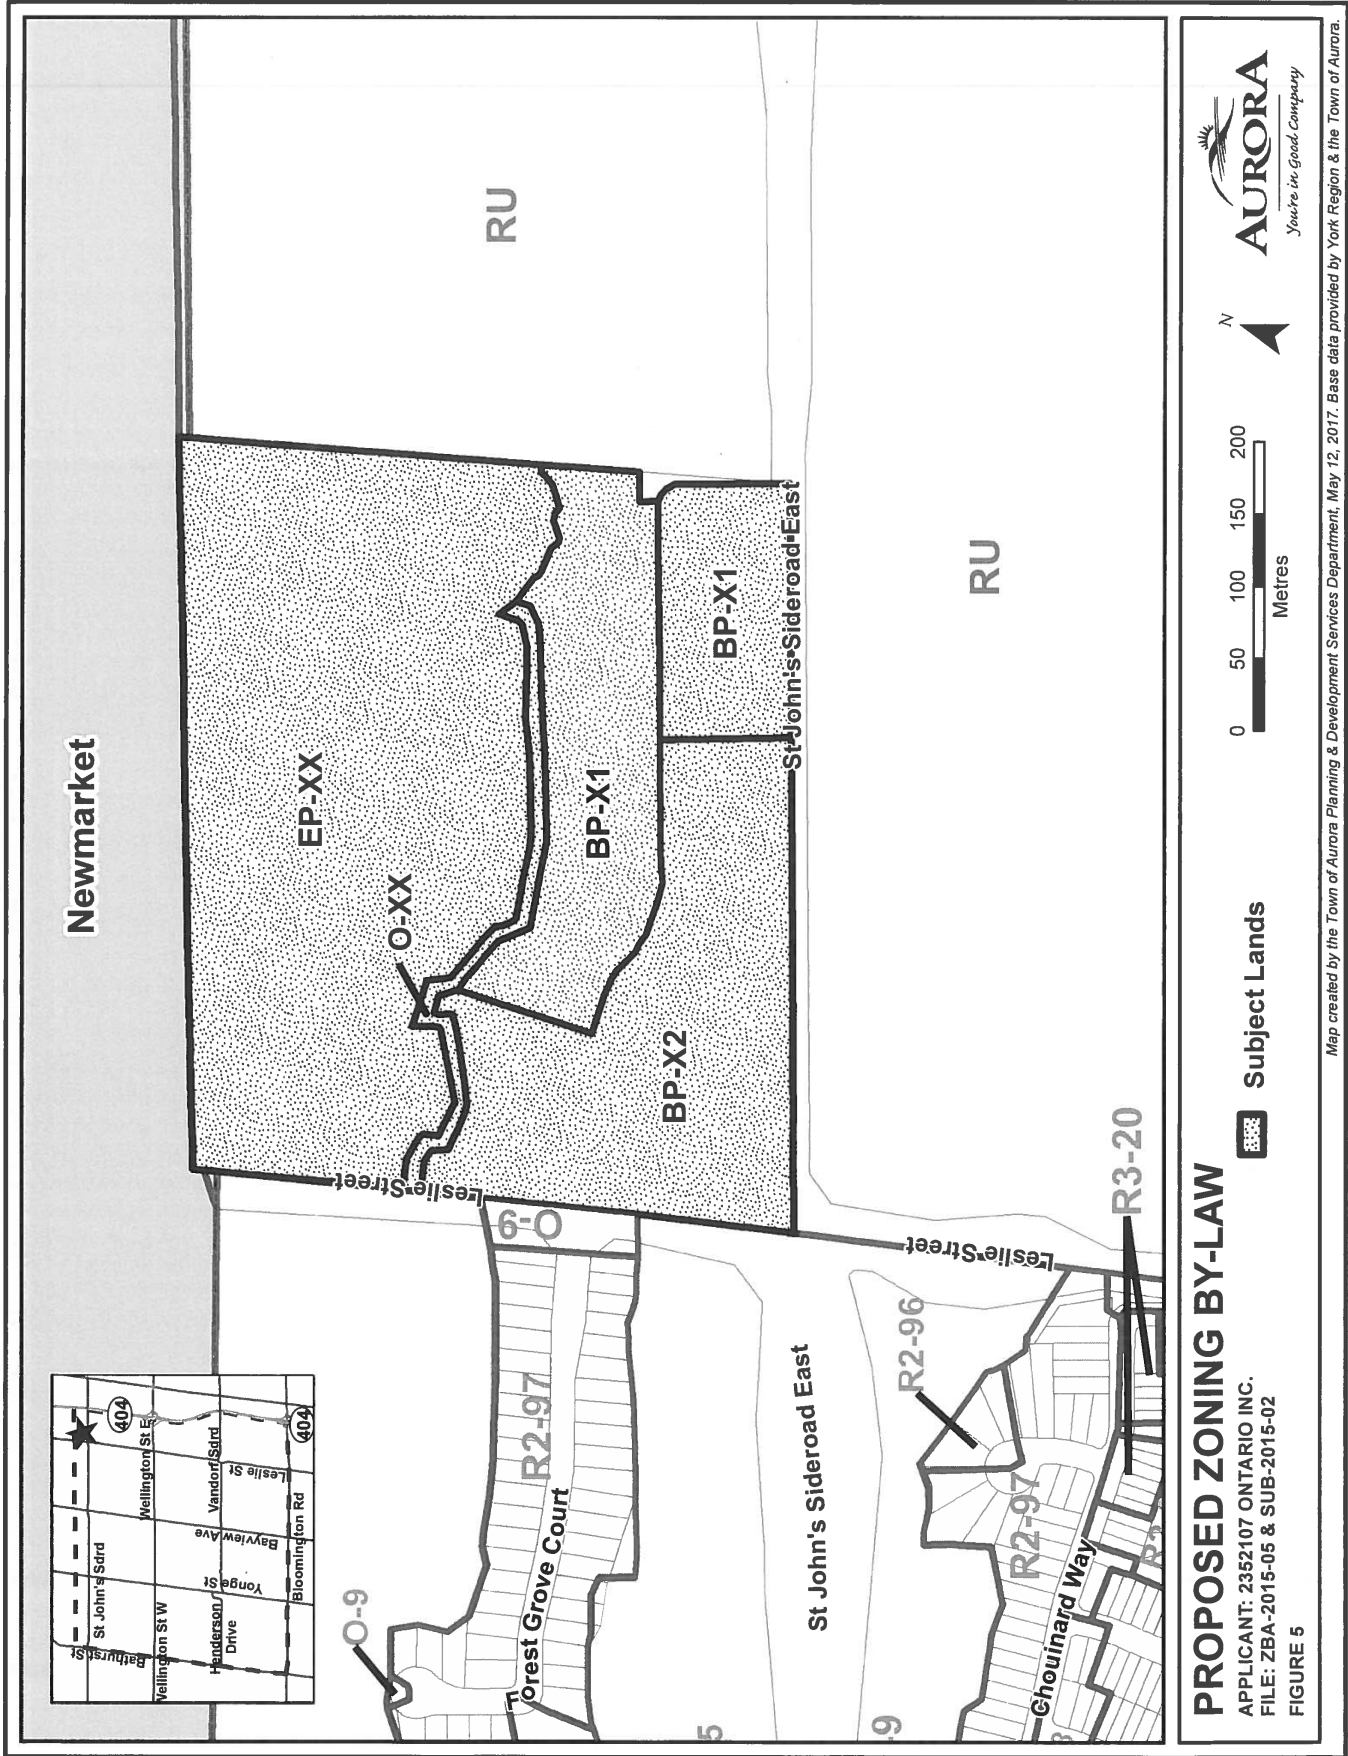 Newmarket
St John's Sdrd
Wellington St E
404
Wellington St W
Vandorf Sdrd
Henderson
Drive
Bloomington Rd
404
Bathurst St
Yonge St
Bayview Ave
Leslie St
EP-XX
O-XX
BP-X1
BP-X1
BP-X2
RU
RU
Leslie Street
O-9
O-9
R2-97
Forest Grove Court
St John's Sideroad East
St John's Sideroad East
Leslie Street
R2-96
R2-97
Chouinard Way
R3-20
R2
5
-9
8
PROPOSED ZONING BY-LAW
APPLICANT: 2352107 ONTARIO INC.
FILE: ZBA-2015-05 & SUB-2015-02
FIGURE 5
Subject Lands
0 50 100 150 200
Metres
N
AURORA
You're in Good Company
Map created by the Town of Aurora Planning & Development Services Department, May 12, 2017. Base data provided by York Region & the Town of Aurora.